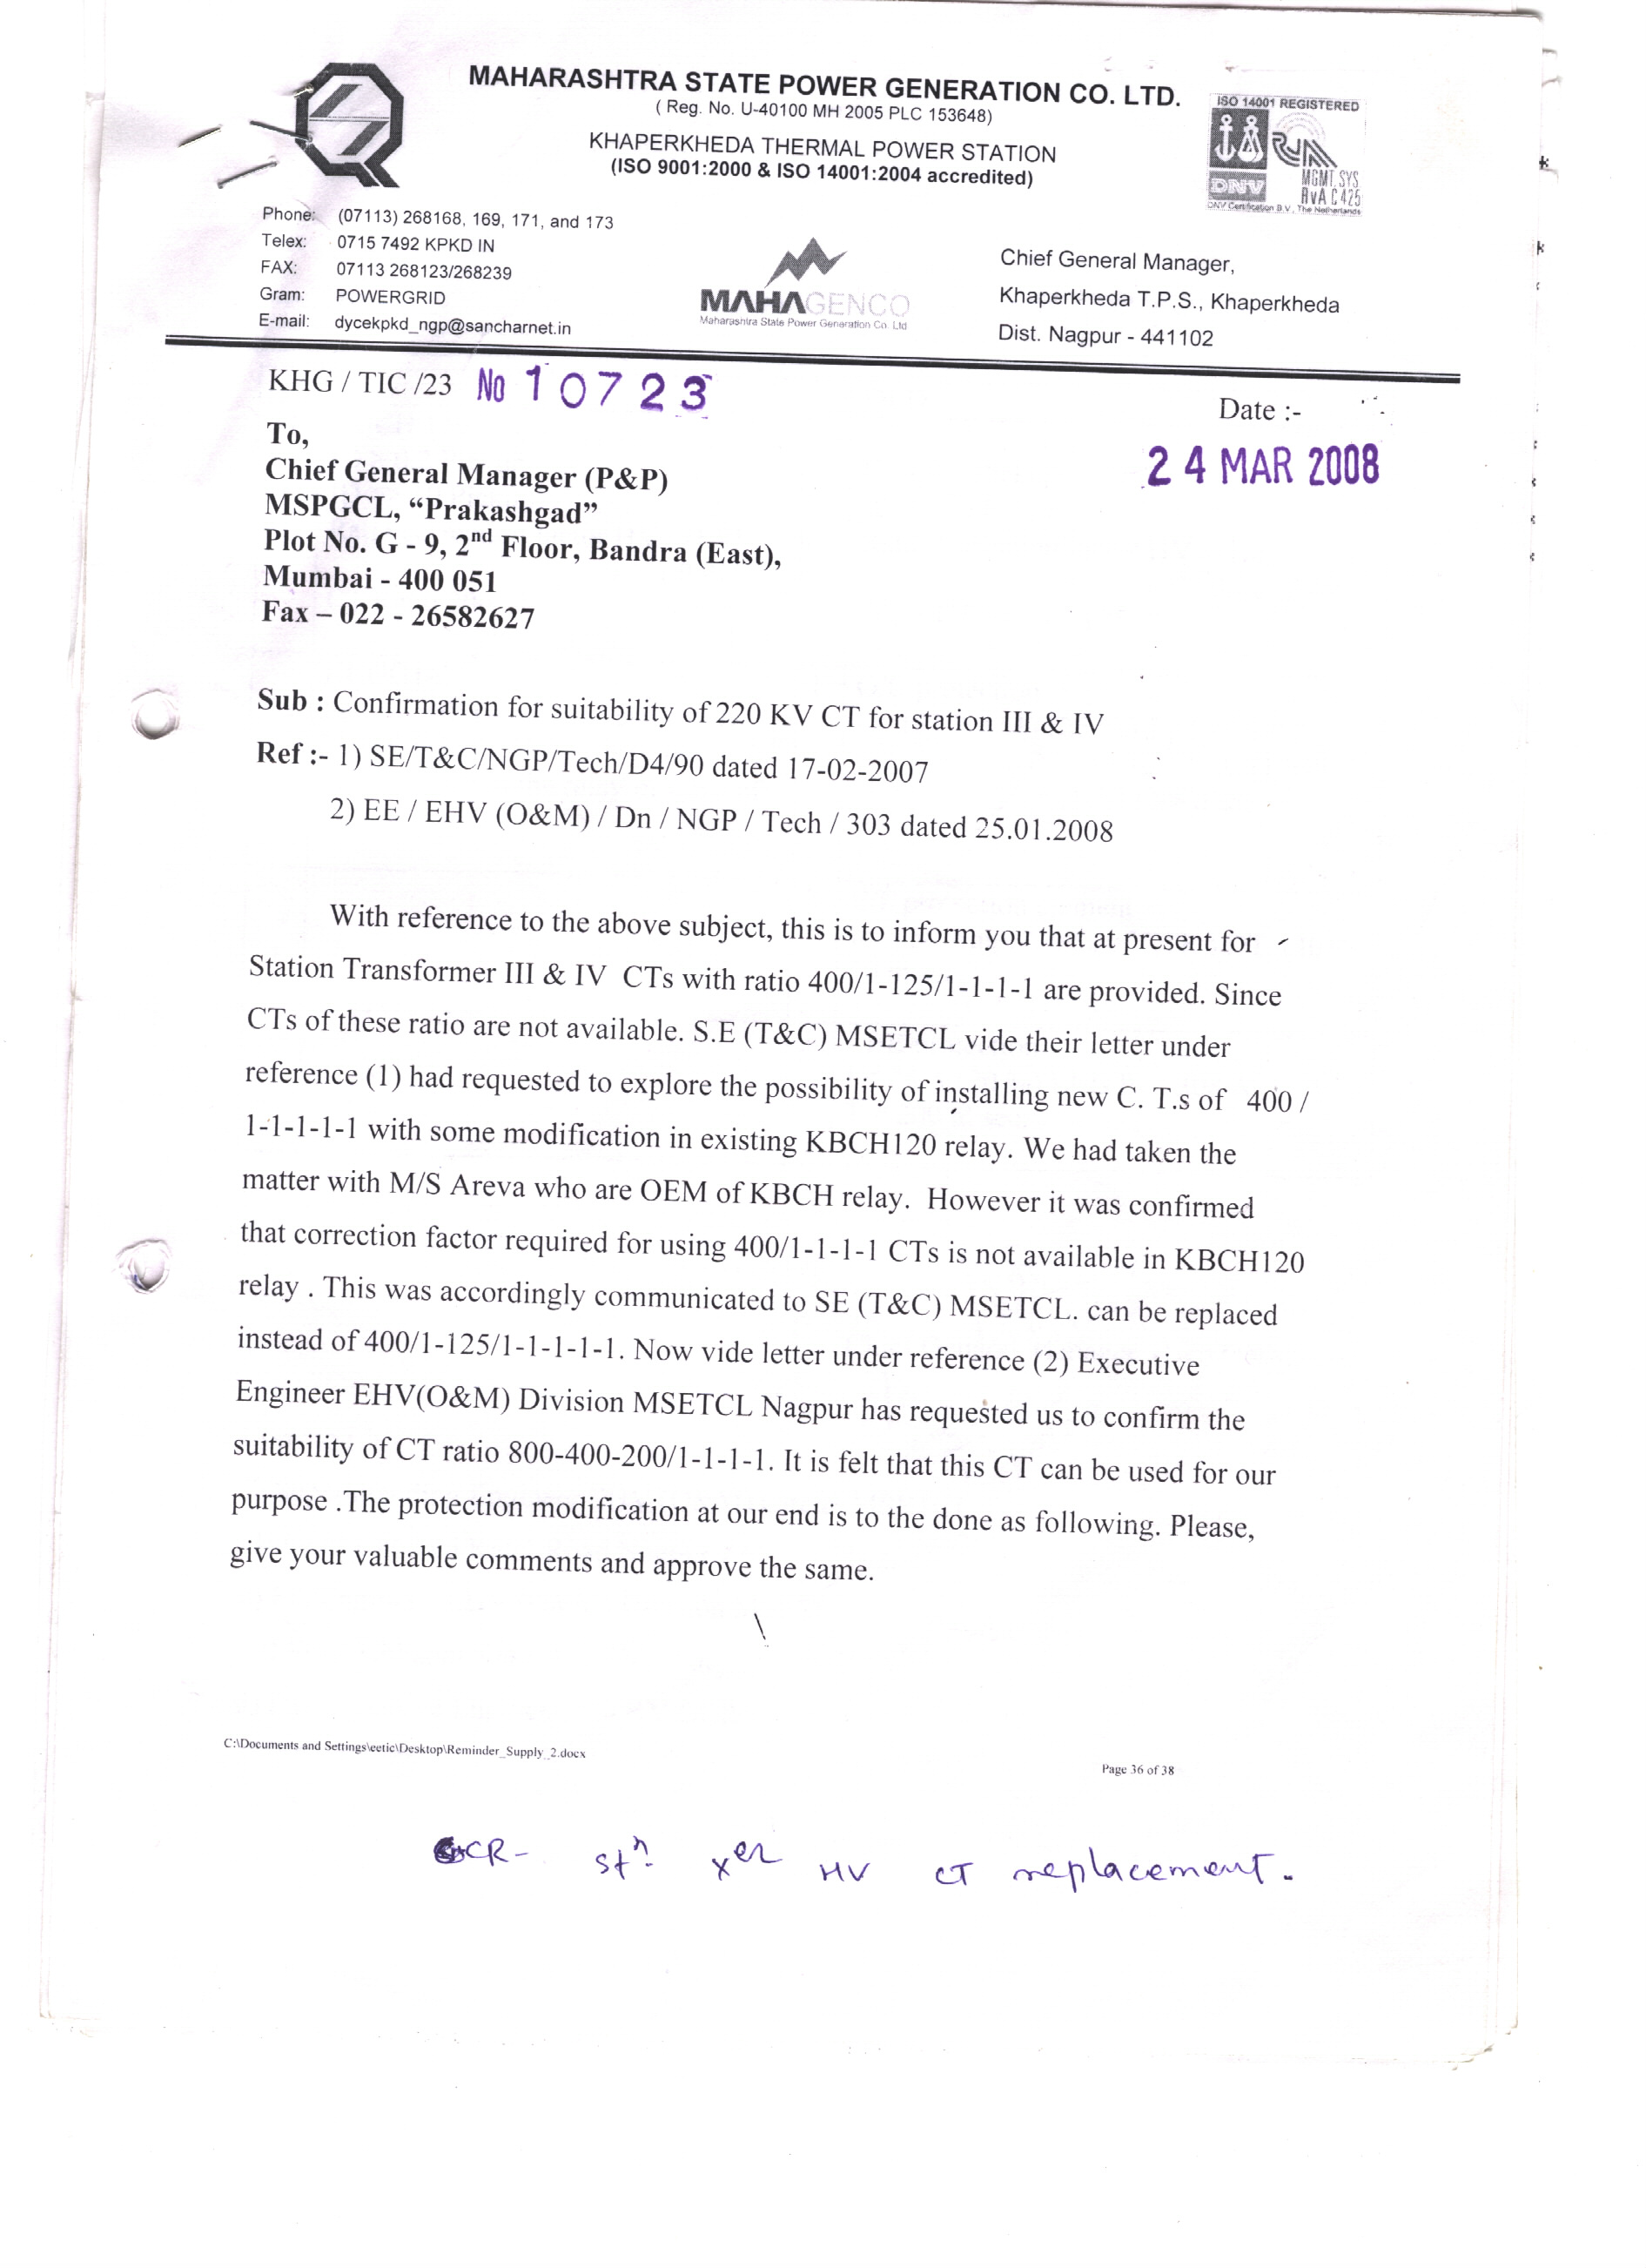 MAHARASHTRA STATE POWER GENERATION CO. LTD.
( Reg. No. U-40100 MH 2005 PLC 153648)
KHAPERKHEDA THERMAL POWER STATION
(ISO 9001:2000 & ISO 14001:2004 accredited)
ISO 14001 REGISTERED
DNV
MGMT. SYS
RvA C 425
DNV Certification B.V., The Netherlands
Phone: (07113) 268168, 169, 171, and 173
Telex: 0715 7492 KPKD IN
FAX: 07113 268123/268239
Gram: POWERGRID
E-mail: dycekpkd_ngp@sancharnet.in
MAHAGENCO
Maharashtra State Power Generation Co. Ltd
Chief General Manager,
Khaperkheda T.P.S., Khaperkheda
Dist. Nagpur - 441102
KHG / TIC /23 No 10723
Date :-
24 MAR 2008
To,
Chief General Manager (P&P)
MSPGCL, “Prakashgad”
Plot No. G - 9, 2nd Floor, Bandra (East),
Mumbai - 400 051
Fax – 022 - 26582627
Sub : Confirmation for suitability of 220 KV CT for station III & IV
Ref :- 1) SE/T&C/NGP/Tech/D4/90 dated 17-02-2007
2) EE / EHV (O&M) / Dn / NGP / Tech / 303 dated 25.01.2008
With reference to the above subject, this is to inform you that at present for
Station Transformer III & IV CTs with ratio 400/1-125/1-1-1-1 are provided. Since
CTs of these ratio are not available. S.E (T&C) MSETCL vide their letter under
reference (1) had requested to explore the possibility of installing new C. T.s of 400 /
1-1-1-1-1 with some modification in existing KBCH120 relay. We had taken the
matter with M/S Areva who are OEM of KBCH relay. However it was confirmed
that correction factor required for using 400/1-1-1-1 CTs is not available in KBCH120
relay . This was accordingly communicated to SE (T&C) MSETCL. can be replaced
instead of 400/1-125/1-1-1-1-1. Now vide letter under reference (2) Executive
Engineer EHV(O&M) Division MSETCL Nagpur has requested us to confirm the
suitability of CT ratio 800-400-200/1-1-1-1. It is felt that this CT can be used for our
purpose .The protection modification at our end is to the done as following. Please,
give your valuable comments and approve the same.
C:\Documents and Settings\eetic\Desktop\Reminder_Supply_2.docx
Page 36 of 38
CR- stn xer HV CT replacement.